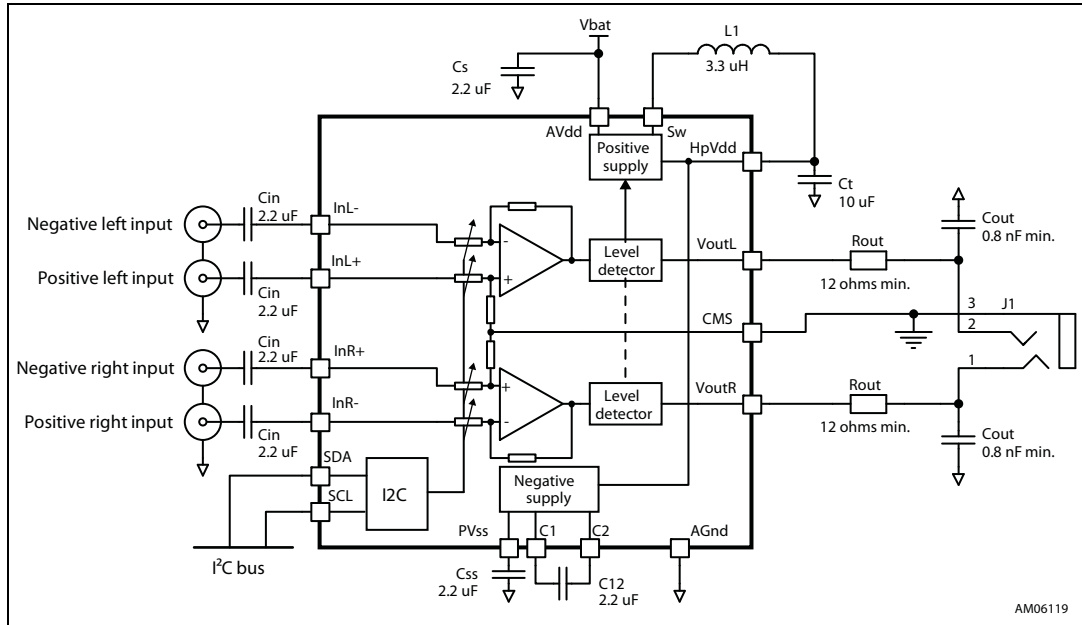 Vbat
L1
3.3 uH
Cs
2.2 uF
AVdd
Sw
HpVdd
Positive
supply
Ct
10 uF
Cin
2.2 uF
InL-
Negative left input
Cout
0.8 nF min.
VoutL
Rout
12 ohms min.
Level
detector
Positive left input
Cin
2.2 uF
InL+
CMS
3
J1
2
Cin
2.2 uF
InR+
Negative right input
1
Level
detector
VoutR
Rout
12 ohms min.
Positive right input
Cin
2.2 uF
InR-
Cout
0.8 nF min.
SDA
SCL
I2C
Negative
supply
PVss
C1
C2
AGnd
I²C bus
Css
2.2 uF
C12
2.2 uF
-
+
+
-
AM06119